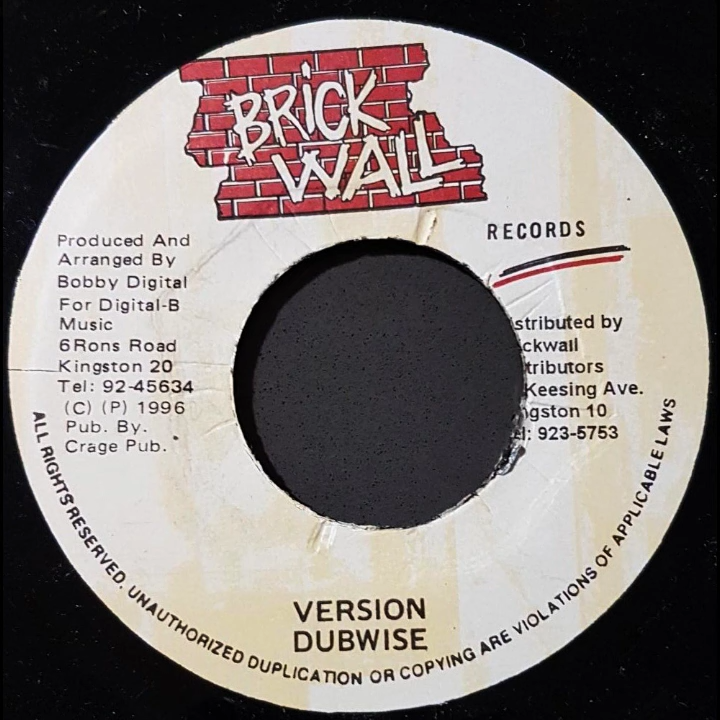 BRICK
WALL
RECORDS
Produced And
Arranged By
Bobby Digital
For Digital-B
Music
6Rons Road
Kingston 20
Tel: 92-45634
(C) (P) 1996
Pub. By.
Crage Pub.
stributed by
ckwall
tributors
Keesing Ave.
gston 10
: 923-5753
VERSION
DUBWISE
ALL RIGHTS RESERVED. UNAUTHORIZED DUPLICATION OR COPYING ARE VIOLATIONS OF APPLICABLE LAWS